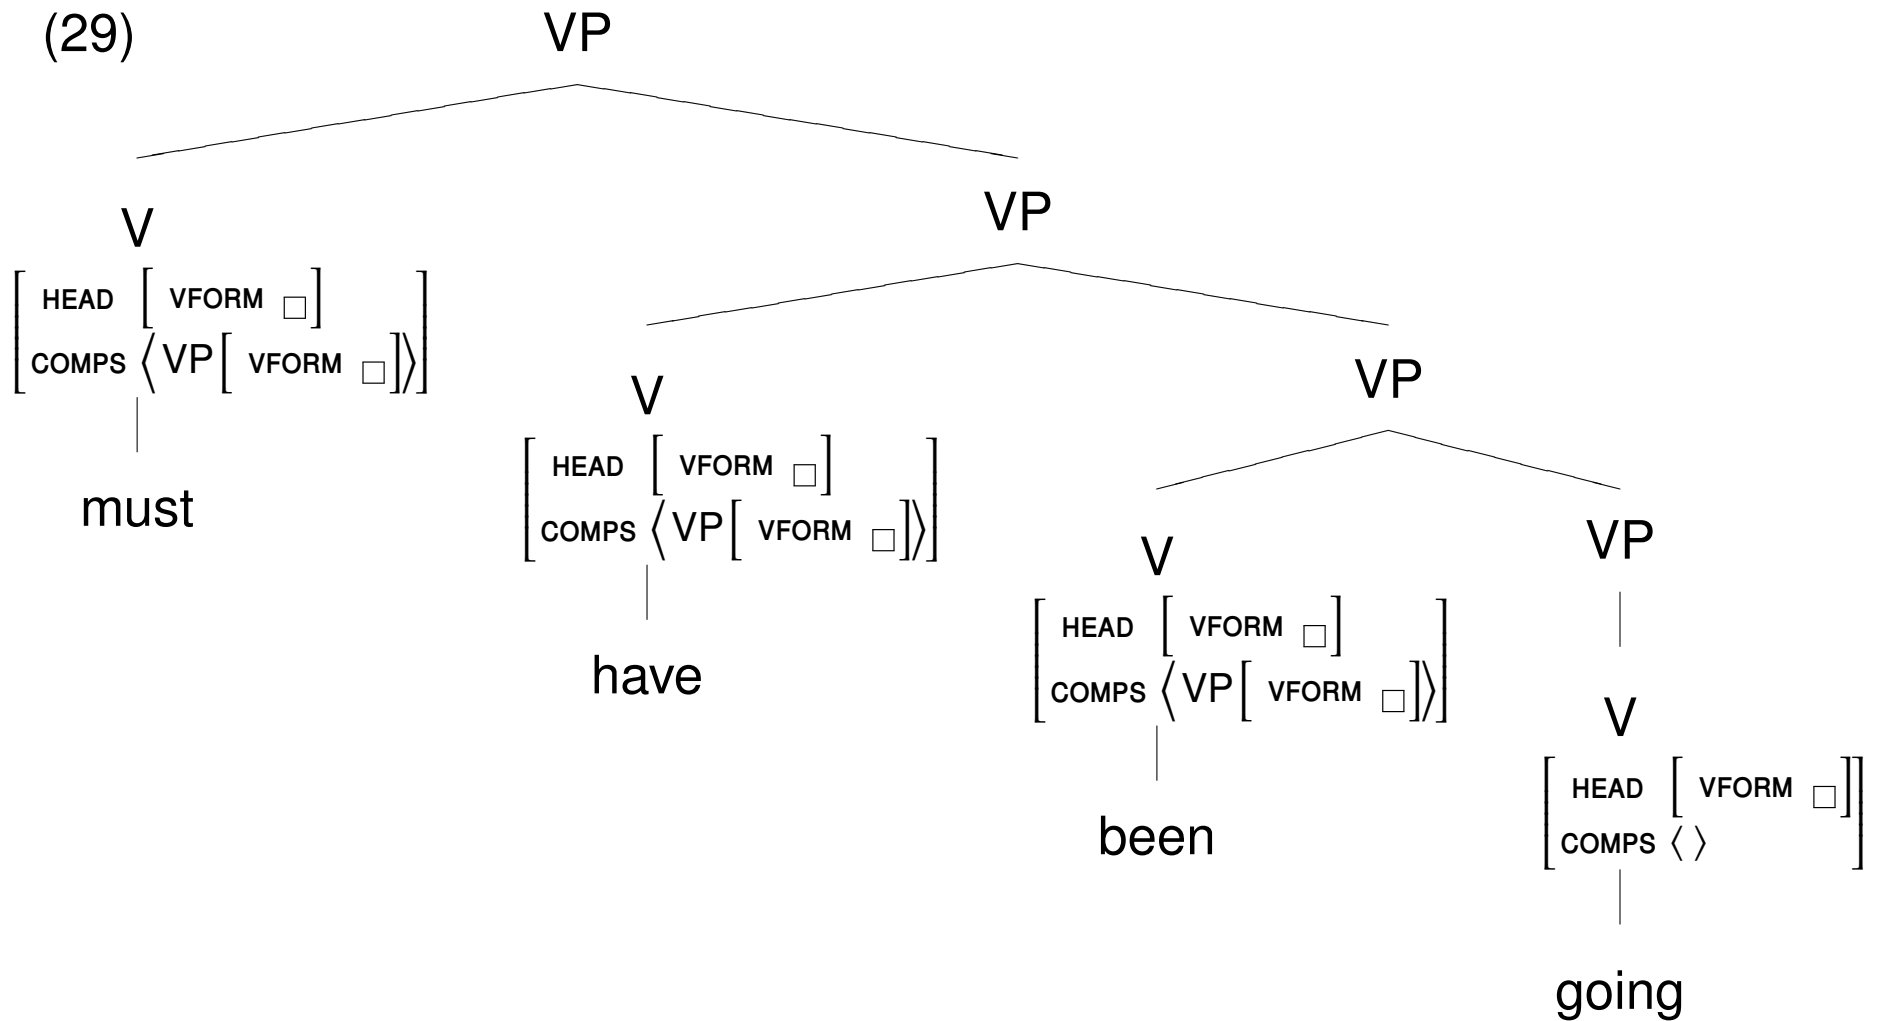 (29) VP
V VP
[HEAD [VFORM □]
COMPS ⟨VP[VFORM □]⟩]
must
V VP
[HEAD [VFORM □]
COMPS ⟨VP[VFORM □]⟩]
have
V VP
[HEAD [VFORM □]
COMPS ⟨VP[VFORM □]⟩]
been
V
[HEAD [VFORM □]
COMPS ⟨ ⟩]
going